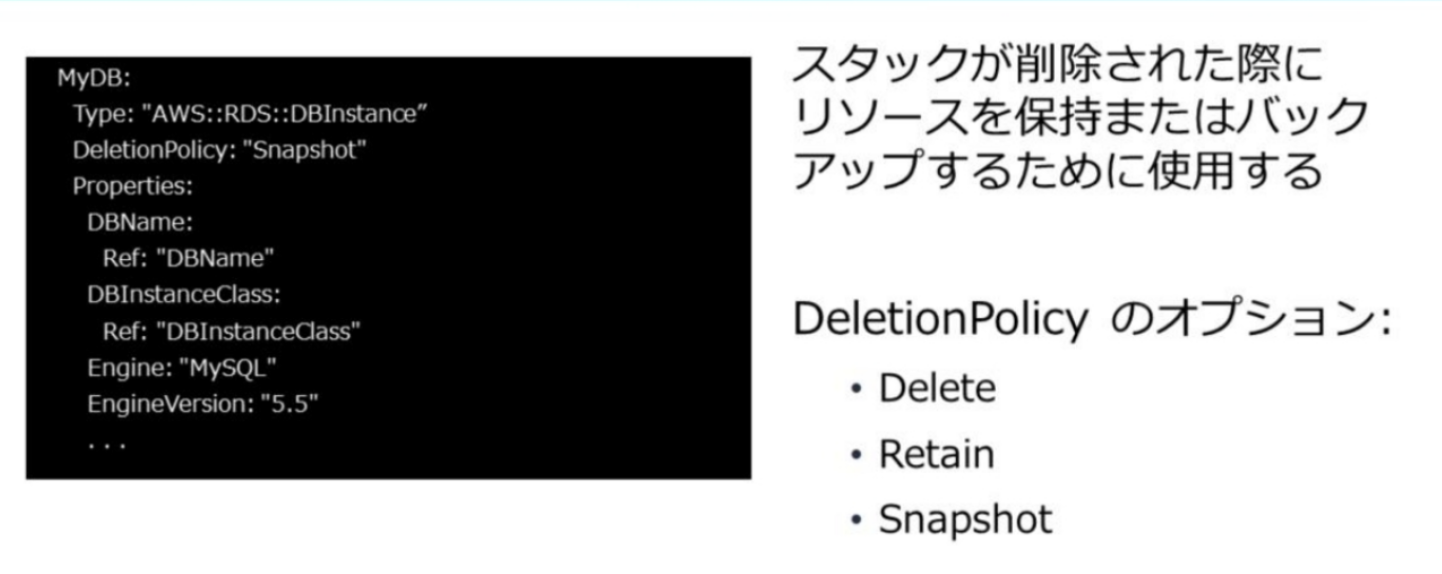 MyDB:
Type: "AWS::RDS::DBInstance”
DeletionPolicy: "Snapshot"
Properties:
DBName:
Ref: "DBName"
DBInstanceClass:
Ref: "DBInstanceClass"
Engine: "MySQL"
EngineVersion: "5.5"
. . .
スタックが削除された際に
リソースを保持またはバック
アップするために使用する
DeletionPolicy のオプション:
• Delete
• Retain
• Snapshot